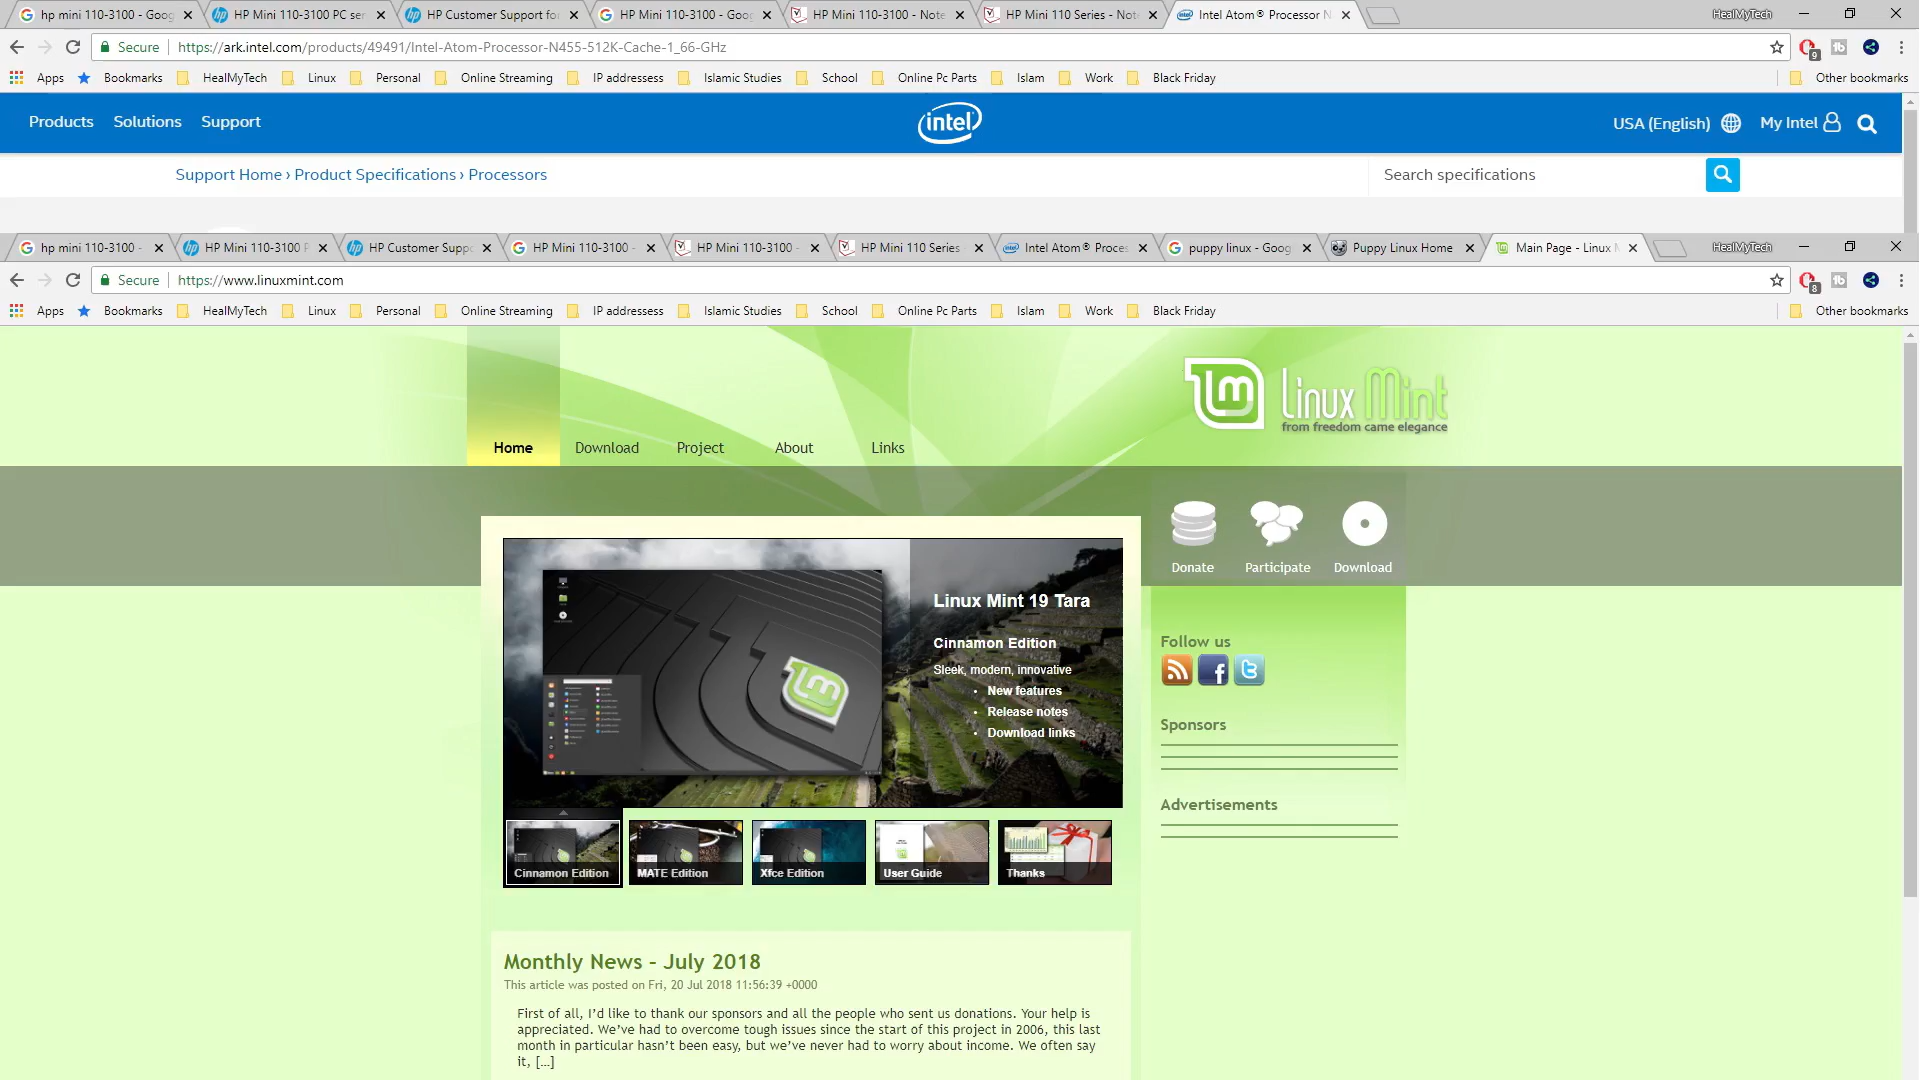 hp mini 110-3100 - Goog
HP Mini 110-3100 PC ser
HP Customer Support fo
HP Mini 110-3100 - Goog
HP Mini 110-3100 - Note
HP Mini 110 Series - Note
Intel Atom® Processor N
HealMyTech
Secure
https://ark.intel.com/products/49491/Intel-Atom-Processor-N455-512K-Cache-1_66-GHz
9
Apps Bookmarks HealMyTech Linux Personal Online Streaming IP addressess Islamic Studies School Online Pc Parts Islam Work Black Friday Other bookmarks
Products Solutions Support
intel
USA (English) My Intel
Support Home › Product Specifications › Processors
Search specifications
hp mini 110-3100 -
HP Mini 110-3100 P
HP Customer Suppo
HP Mini 110-3100 -
HP Mini 110-3100 -
HP Mini 110 Series
Intel Atom® Proces
puppy linux - Goog
Puppy Linux Home
Main Page - Linux M
HealMyTech
Secure
https://www.linuxmint.com
8
Apps Bookmarks HealMyTech Linux Personal Online Streaming IP addressess Islamic Studies School Online Pc Parts Islam Work Black Friday Other bookmarks
Linux Mint
from freedom came elegance
Home Download Project About Links
Donate Participate Download
Linux Mint 19 Tara
Cinnamon Edition
Sleek, modern, innovative
• New features
• Release notes
• Download links
Follow us
Sponsors
Advertisements
Cinnamon Edition
MATE Edition
Xfce Edition
User Guide
Thanks
Monthly News – July 2018
This article was posted on Fri, 20 Jul 2018 11:56:39 +0000
First of all, I’d like to thank our sponsors and all the people who sent us donations. Your help is
appreciated. We’ve had to overcome tough issues since the start of this project in 2006, this last
month in particular hasn’t been easy, but we’ve never had to worry about income. We often say
it, [...]